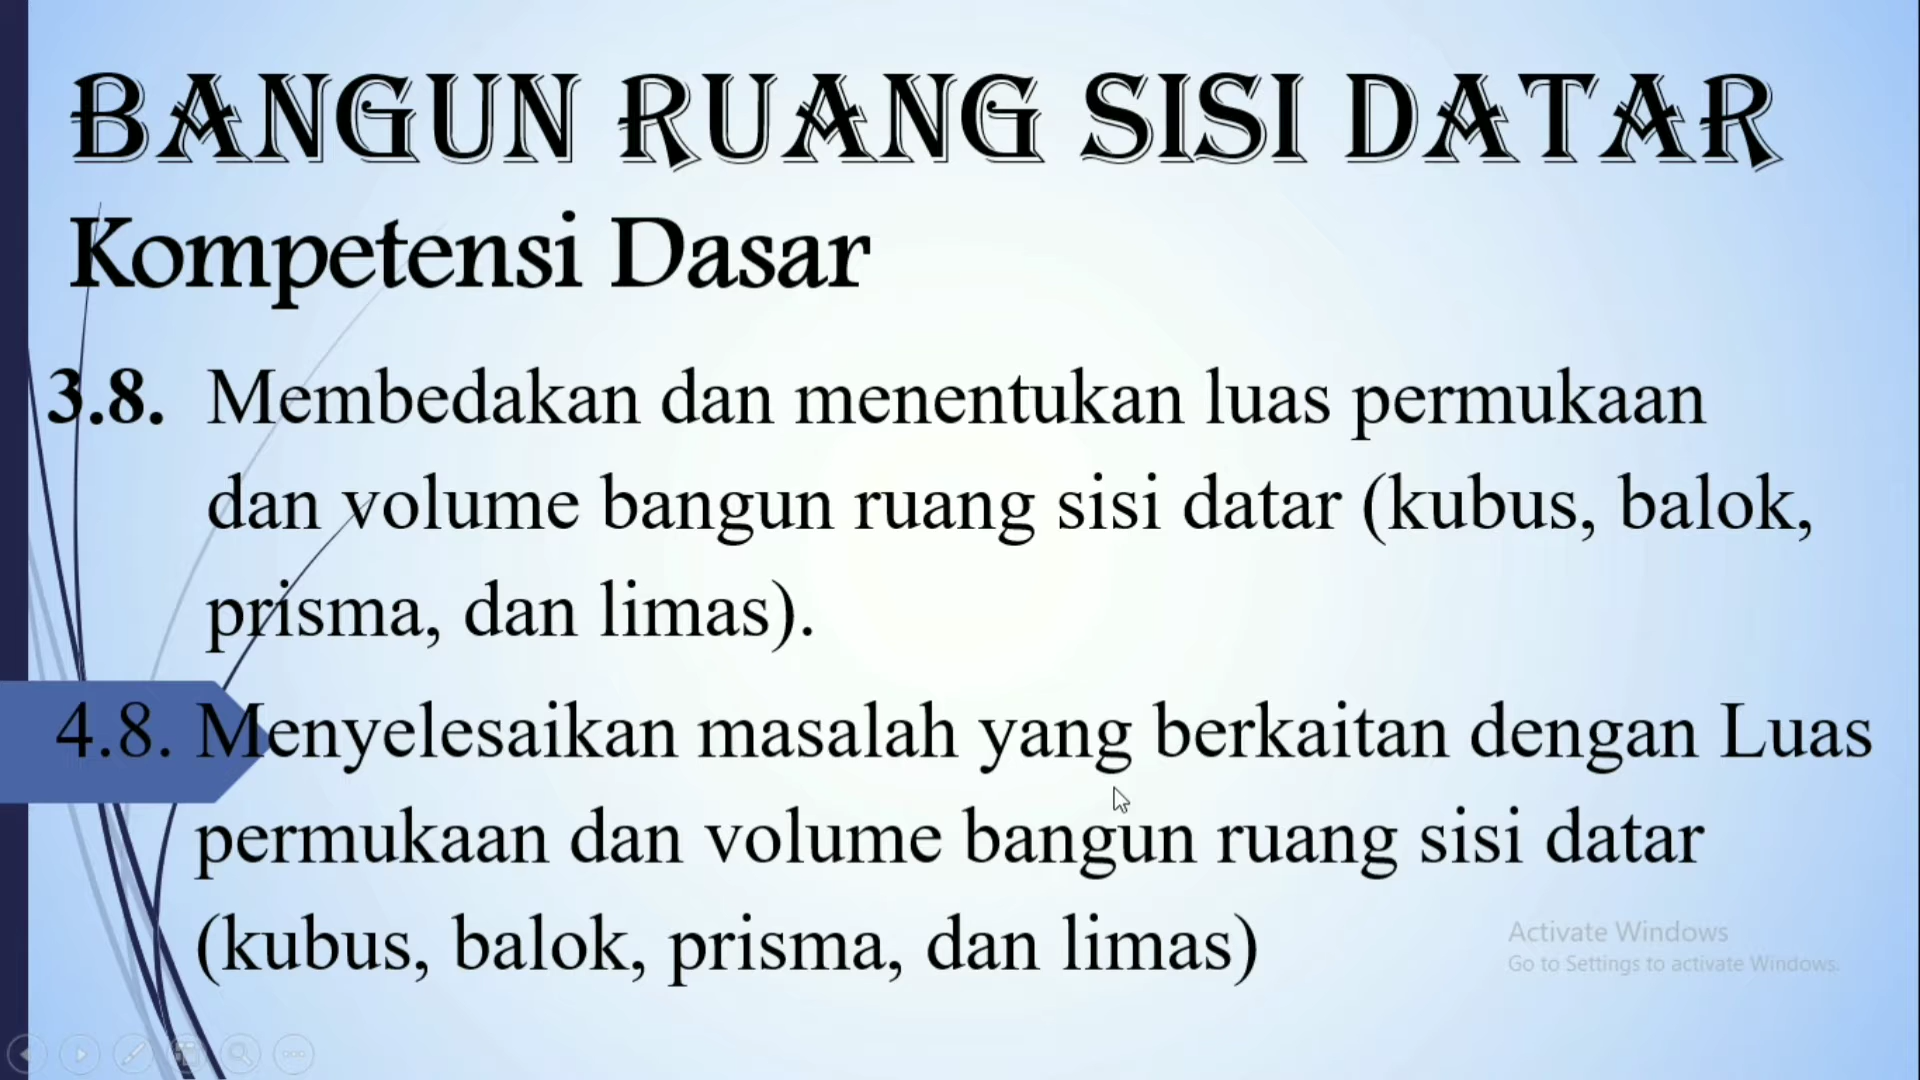 BANGUN RUANG SISI DATAR
Kompetensi Dasar
3.8. Membedakan dan menentukan luas permukaan
dan volume bangun ruang sisi datar (kubus, balok,
prisma, dan limas).
4.8. Menyelesaikan masalah yang berkaitan dengan Luas
permukaan dan volume bangun ruang sisi datar
(kubus, balok, prisma, dan limas)
Activate Windows
Go to Settings to activate Windows.